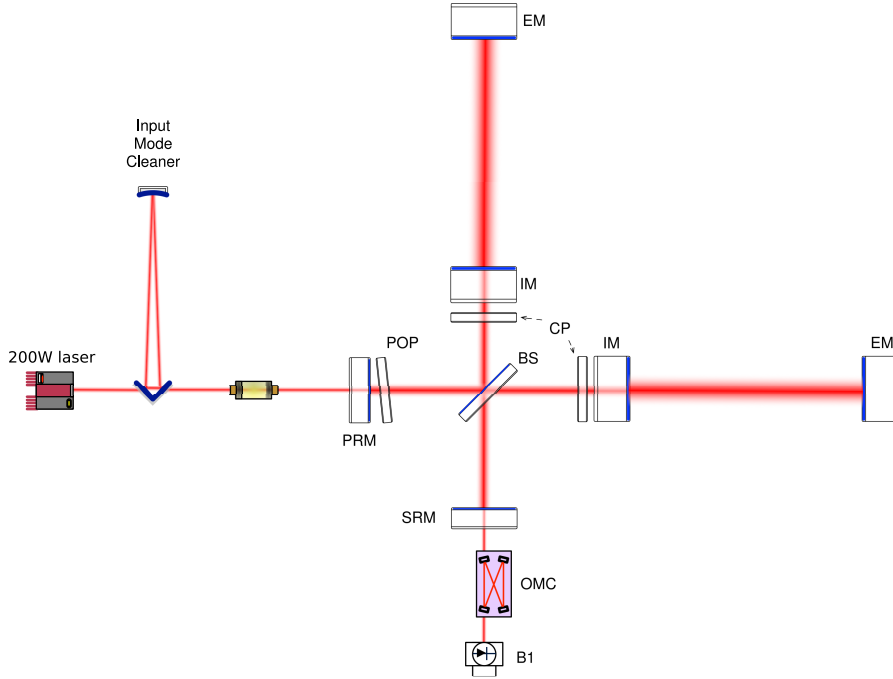 EM
Input
Mode
Cleaner
IM
CP
IM
EM
200W laser
POP
BS
PRM
SRM
OMC
B1